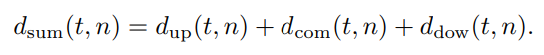 d_sum(t, n) = d_up(t, n) + d_com(t, n) + d_dow(t, n).